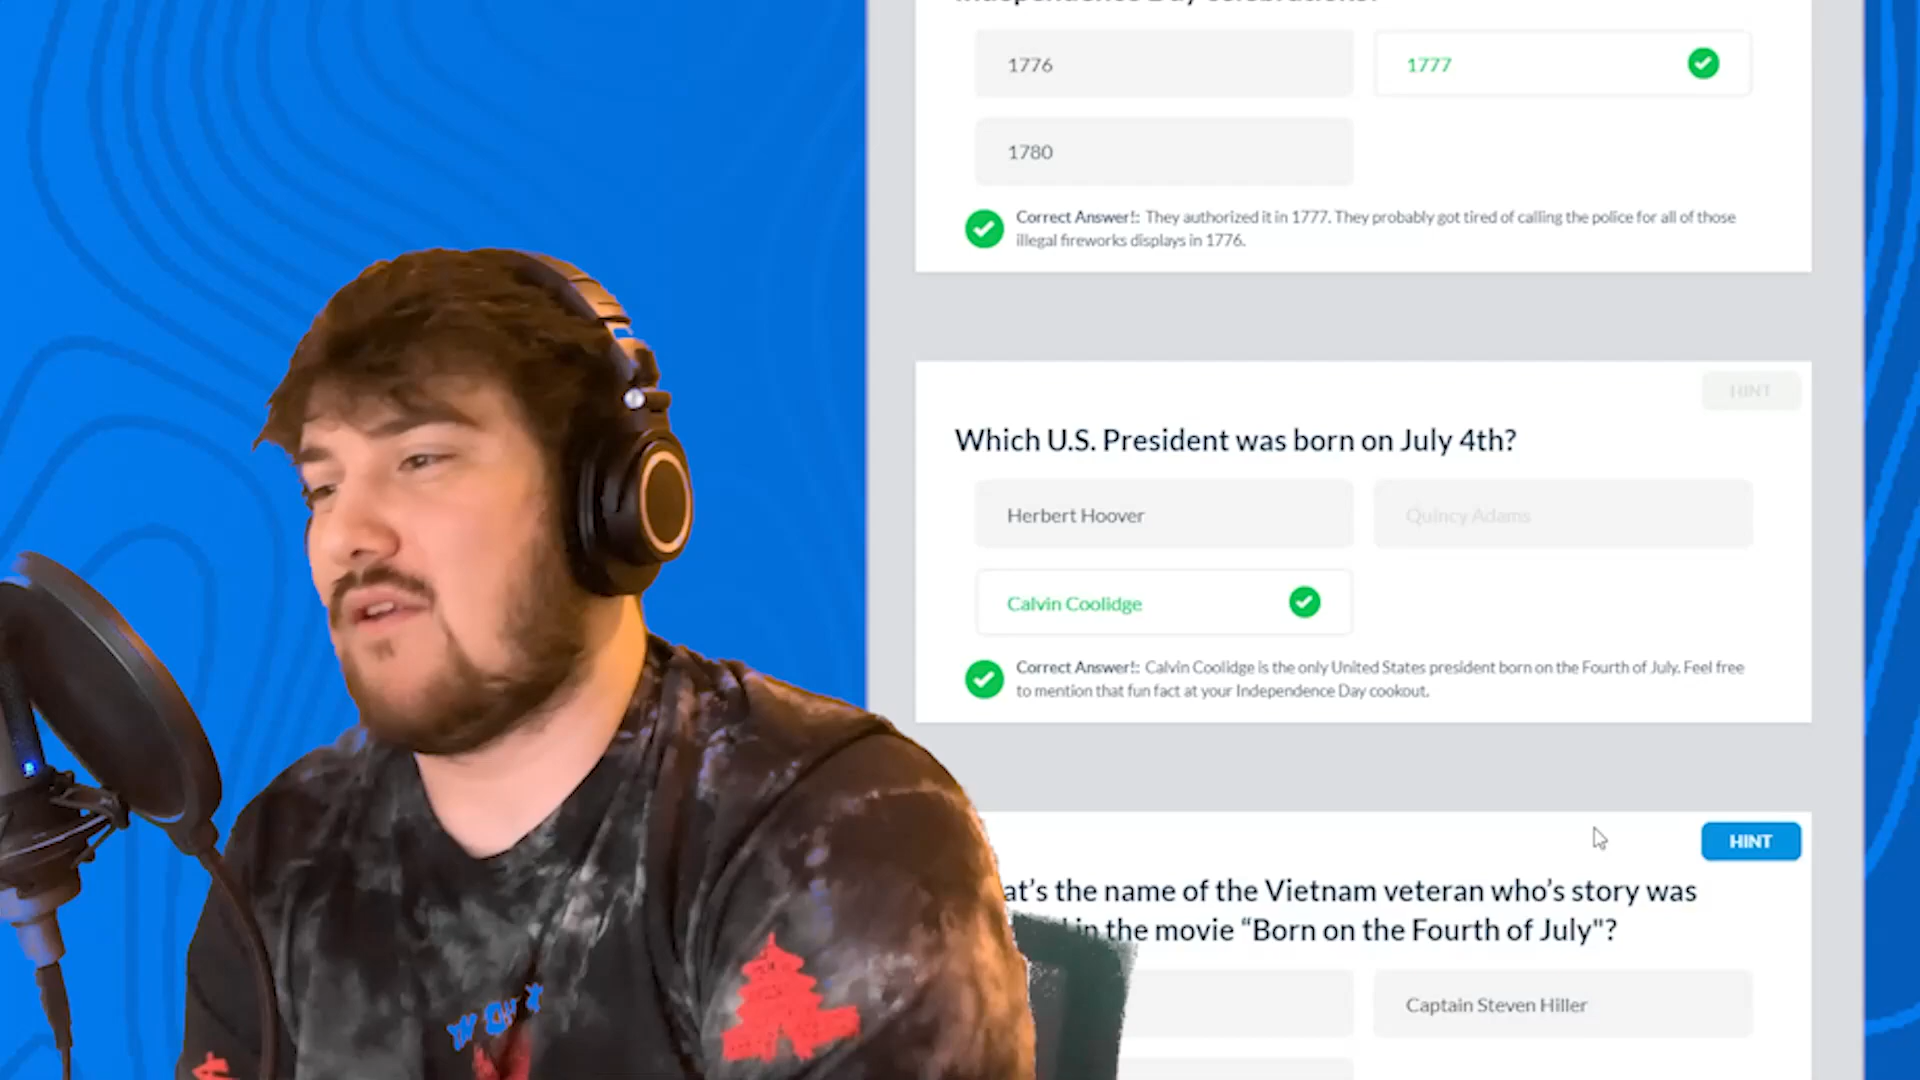 Independence Day celebrations?
1776
1777
1780
Correct Answer!: They authorized it in 1777. They probably got tired of calling the police for all of those
illegal fireworks displays in 1776.
HINT
Which U.S. President was born on July 4th?
Herbert Hoover
Quincy Adams
Calvin Coolidge
Correct Answer!: Calvin Coolidge is the only United States president born on the Fourth of July. Feel free
to mention that fun fact at your Independence Day cookout.
HINT
at's the name of the Vietnam veteran who's story was
in the movie “Born on the Fourth of July"?
Captain Steven Hiller